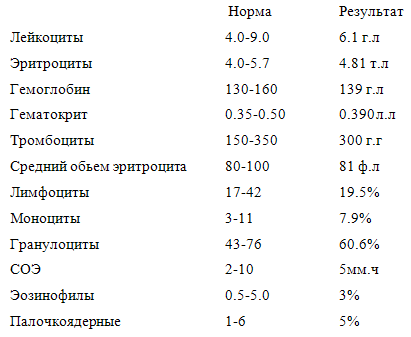 Норма Результат
Лейкоциты 4.0-9.0 6.1 г.л
Эритроциты 4.0-5.7 4.81 т.л
Гемоглобин 130-160 139 г.л
Гематокрит 0.35-0.50 0.390л.л
Тромбоциты 150-350 300 г.г
Средний обьем эритроцита 80-100 81 ф.л
Лимфоциты 17-42 19.5%
Моноциты 3-11 7.9%
Гранулоциты 43-76 60.6%
СОЭ 2-10 5мм.ч
Эозинофилы 0.5-5.0 3%
Палочкоядерные 1-6 5%